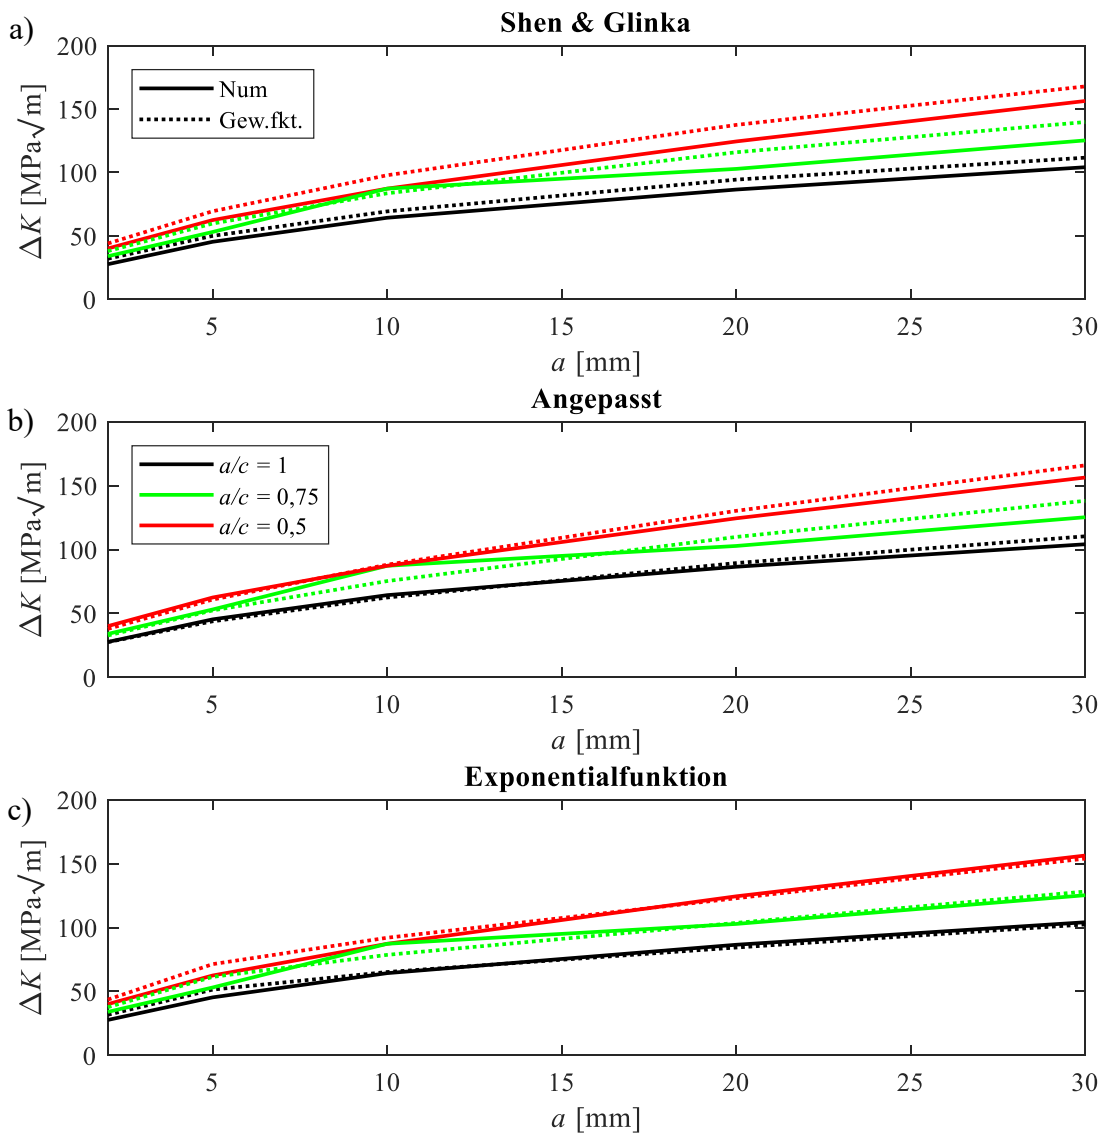 a)
Shen & Glinka
ΔK [MPa√m]
200
150
100
50
0
Num
Gew.fkt.
5 10 15 20 25 30
a [mm]
b)
Angepasst
ΔK [MPa√m]
200
150
100
50
0
a/c = 1
a/c = 0,75
a/c = 0,5
5 10 15 20 25 30
a [mm]
c)
Exponentialfunktion
ΔK [MPa√m]
200
150
100
50
0
5 10 15 20 25 30
a [mm]